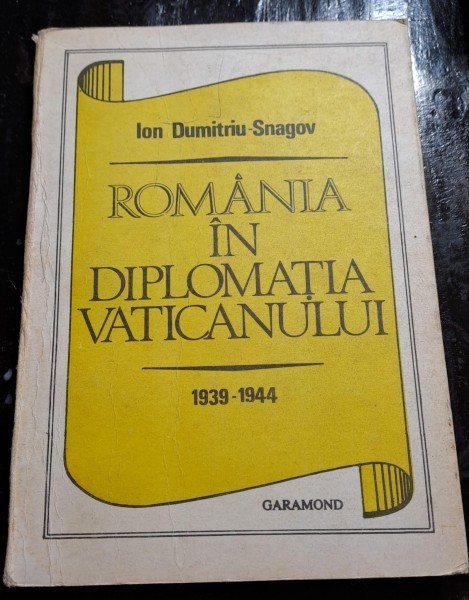 Ion Dumitriu-Snagov
ROMÂNIA
ÎN
DIPLOMAȚIA
VATICANULUI
1939-1944
GARAMOND